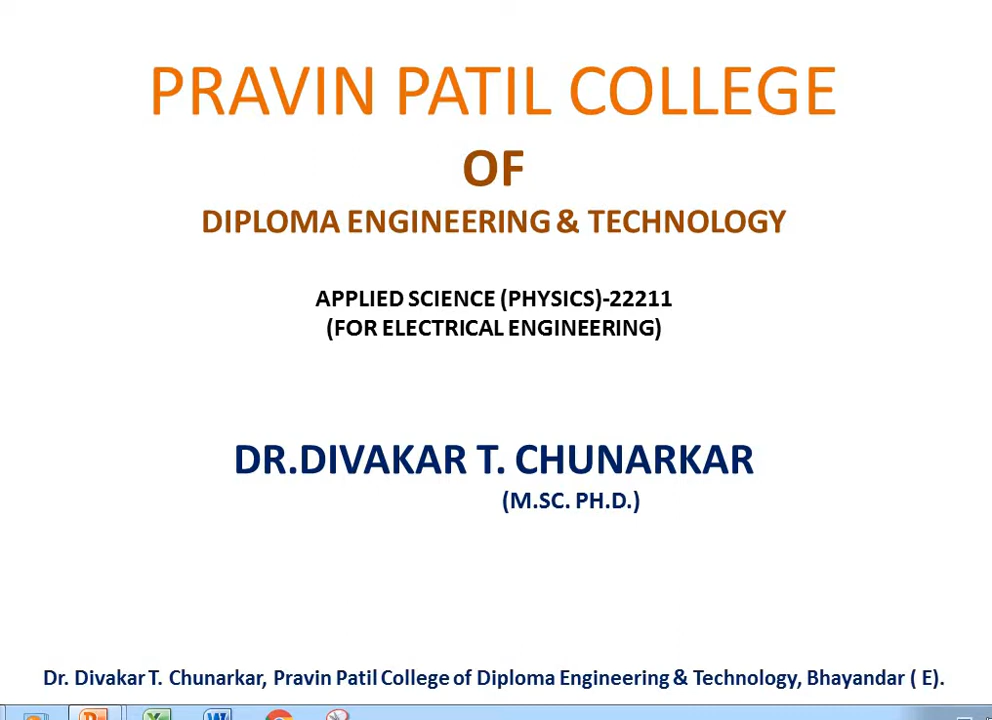 PRAVIN PATIL COLLEGE
OF
DIPLOMA ENGINEERING & TECHNOLOGY
APPLIED SCIENCE (PHYSICS)-22211
(FOR ELECTRICAL ENGINEERING)
DR.DIVAKAR T. CHUNARKAR
(M.SC. PH.D.)
Dr. Divakar T. Chunarkar, Pravin Patil College of Diploma Engineering & Technology, Bhayandar ( E).